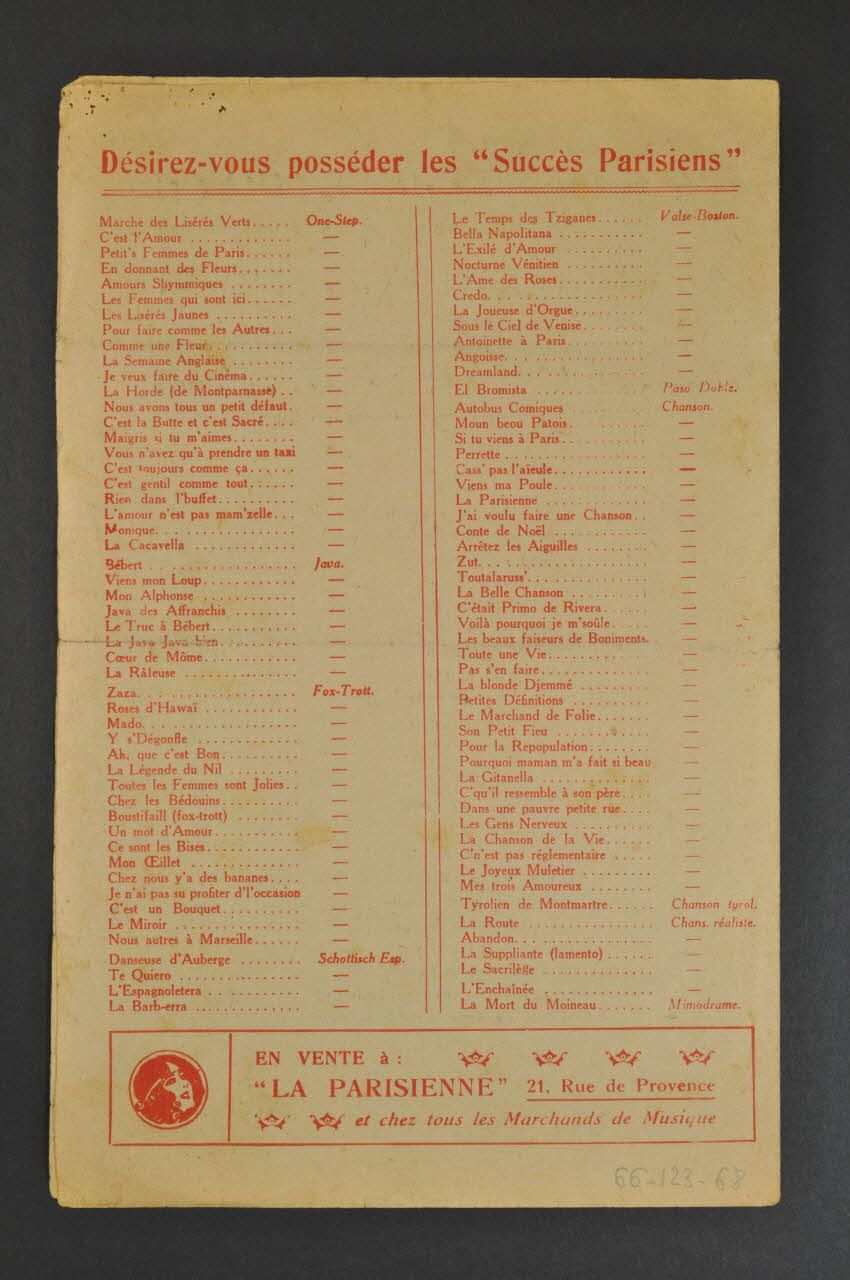 Désirez-vous posséder les "Succès Parisiens"
Marche des Lisérés Verts..... One-Step.
C'est l'Amour ............. —
Petit's Femmes de Paris...... —
En donnant des Fleurs....... —
Amours Shymmiques ........ —
Les Femmes qui sont ici...... —
Les Lisérés Jaunes .......... —
Pour faire comme les Autres... —
Comme une Fleur........... —
La Semaine Anglaise ........ —
Je veux faire du Cinéma...... —
La Horde (de Montparnasse) .. —
Nous avons tous un petit défaut. —
C'est la Butte et c'est Sacré.... —
Maigris si tu m'aimes........ —
Vous n'avez qu'à prendre un taxi —
C'est toujours comme ça...... —
C'est gentil comme tout...... —
Rien dans l'buffet.......... —
L'amour n'est pas mam'zelle... —
Monique.................. —
La Cacavella ............. —
Bébert .................. Java.
Viens mon Loup............ —
Mon Alphonse ............ —
Java des Affranchis ........ —
Le Truc à Bébert........... —
La Java Java bien.......... —
Cœur de Môme............ —
La Râleuse .............. —
Zaza.................... Fox-Trott.
Roses d'Hawaï ............ —
Mado.................... —
Y s'Dégonfle ............. —
Ah, que c'est Bon.......... —
La Légende du Nil ......... —
Toutes les Femmes sont Jolies.. —
Chez les Bédouins.......... —
Boustifaill (fox-trott) ........ —
Un mot d'Amour........... —
Ce sont les Bises............ —
Mon Œillet .............. —
Chez nous y'a des bananes.... —
Je n'ai pas su profiter d'l'occasion —
C'est un Bouquet.......... —
Le Miroir ................ —
Nous autres à Marseille...... —
Danseuse d'Auberge ........ Schottisch Esp.
Te Quiero ............... —
L'Espagnoletera ............ —
La Barb-erra .............. —
Le Temps des Tziganes...... Valse-Boston.
Bella Napolitana ........... —
L'Exilé d'Amour .......... —
Nocturne Vénitien .......... —
L'Ame des Roses........... —
Credo.................... —
La Joueuse d'Orgue......... —
Sous le Ciel de Venise........ —
Antoinette à Paris.......... —
Angoisse.................. —
Dreamland................ —
El Bromista .............. Paso Doble.
Autobus Comiques ........ Chanson.
Moun beou Patois.......... —
Si tu viens à Paris.......... —
Perrette .................. —
Cass' pas l'aïeule............ —
Viens ma Poule............ —
La Parisienne ............. —
J'ai voulu faire une Chanson.. —
Conte de Noël ............ —
Arrêtez les Aiguilles ........ —
Zut...................... —
Toutalaruss'................ —
La Belle Chanson .......... —
C'était Primo de Rivera...... —
Voilà pourquoi je m'soûle..... —
Les beaux faiseurs de Boniments. —
Toute une Vie............. —
Pas s'en faire.............. —
La blonde Djemmé ......... —
Petites Définitions .......... —
Le Marchand de Folie....... —
Son Petit Fieu ............ —
Pour la Repopulation........ —
Pourquoi maman m'a fait si beau —
La Gitanella .............. —
C'qu'il ressemble à son père.... —
Dans une pauvre petite rue.... —
Les Gens Nerveux .......... —
La Chanson de la Vie...... —
C'n'est pas réglementaire ..... —
Le Joyeux Muletier ......... —
Mes trois Amoureux ........ —
Tyrolien de Montmartre...... Chanson tyrol.
La Route ................ Chans. réaliste.
Abandon.................. —
La Suppliante (lamento) ...... —
Le Sacrilège .............. —
L'Enchaînée .............. —
La Mort du Moineau....... Mimodrame.
EN VENTE à :
"LA PARISIENNE" 21, Rue de Provence
et chez tous les Marchands de Musique
66-123-68